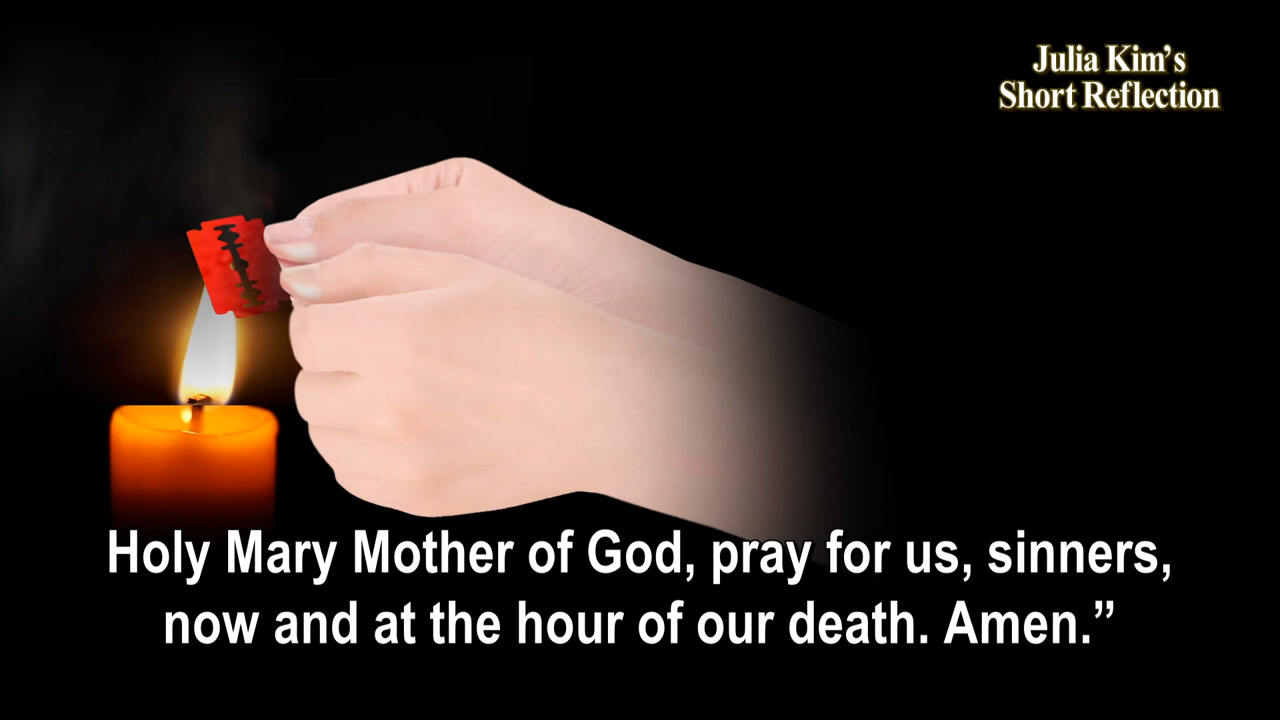 Julia Kim’s
Short Reflection
Holy Mary Mother of God, pray for us, sinners,
now and at the hour of our death. Amen.”